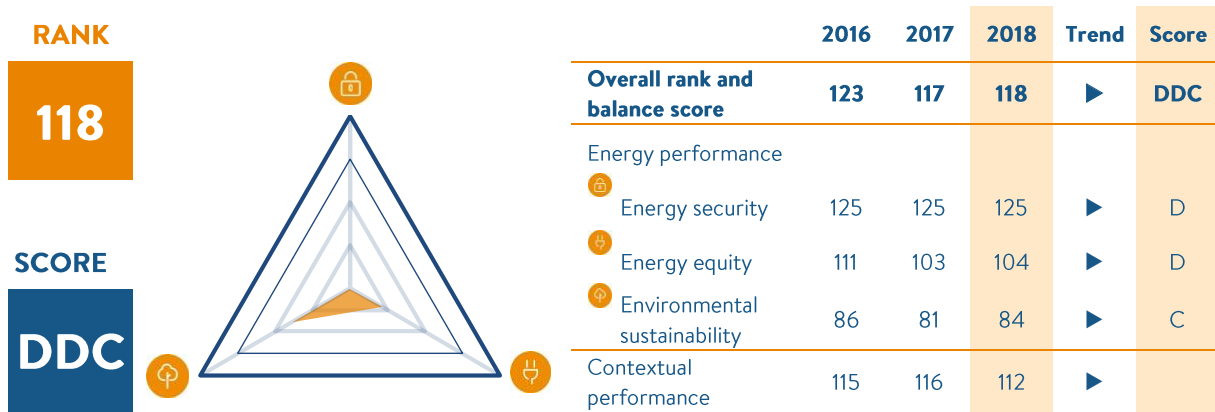 RANK
118
SCORE
DDC
2016 2017 2018 Trend Score
Overall rank and
balance score 123 117 118 ▶ DDC
Energy performance
Energy security 125 125 125 ▶ D
Energy equity 111 103 104 ▶ D
Environmental
sustainability 86 81 84 ▶ C
Contextual
performance 115 116 112 ▶